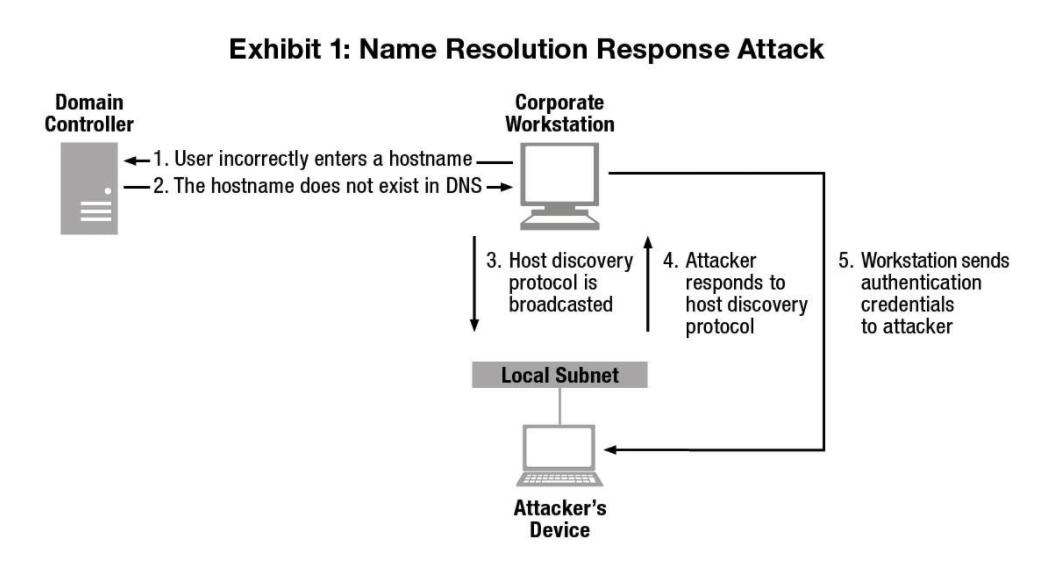 Exhibit 1: Name Resolution Response Attack
Domain
Controller
Corporate
Workstation
1. User incorrectly enters a hostname
2. The hostname does not exist in DNS
3. Host discovery
protocol is
broadcasted
4. Attacker
responds to
host discovery
protocol
5. Workstation sends
authentication
credentials
to attacker
Local Subnet
Attacker's
Device